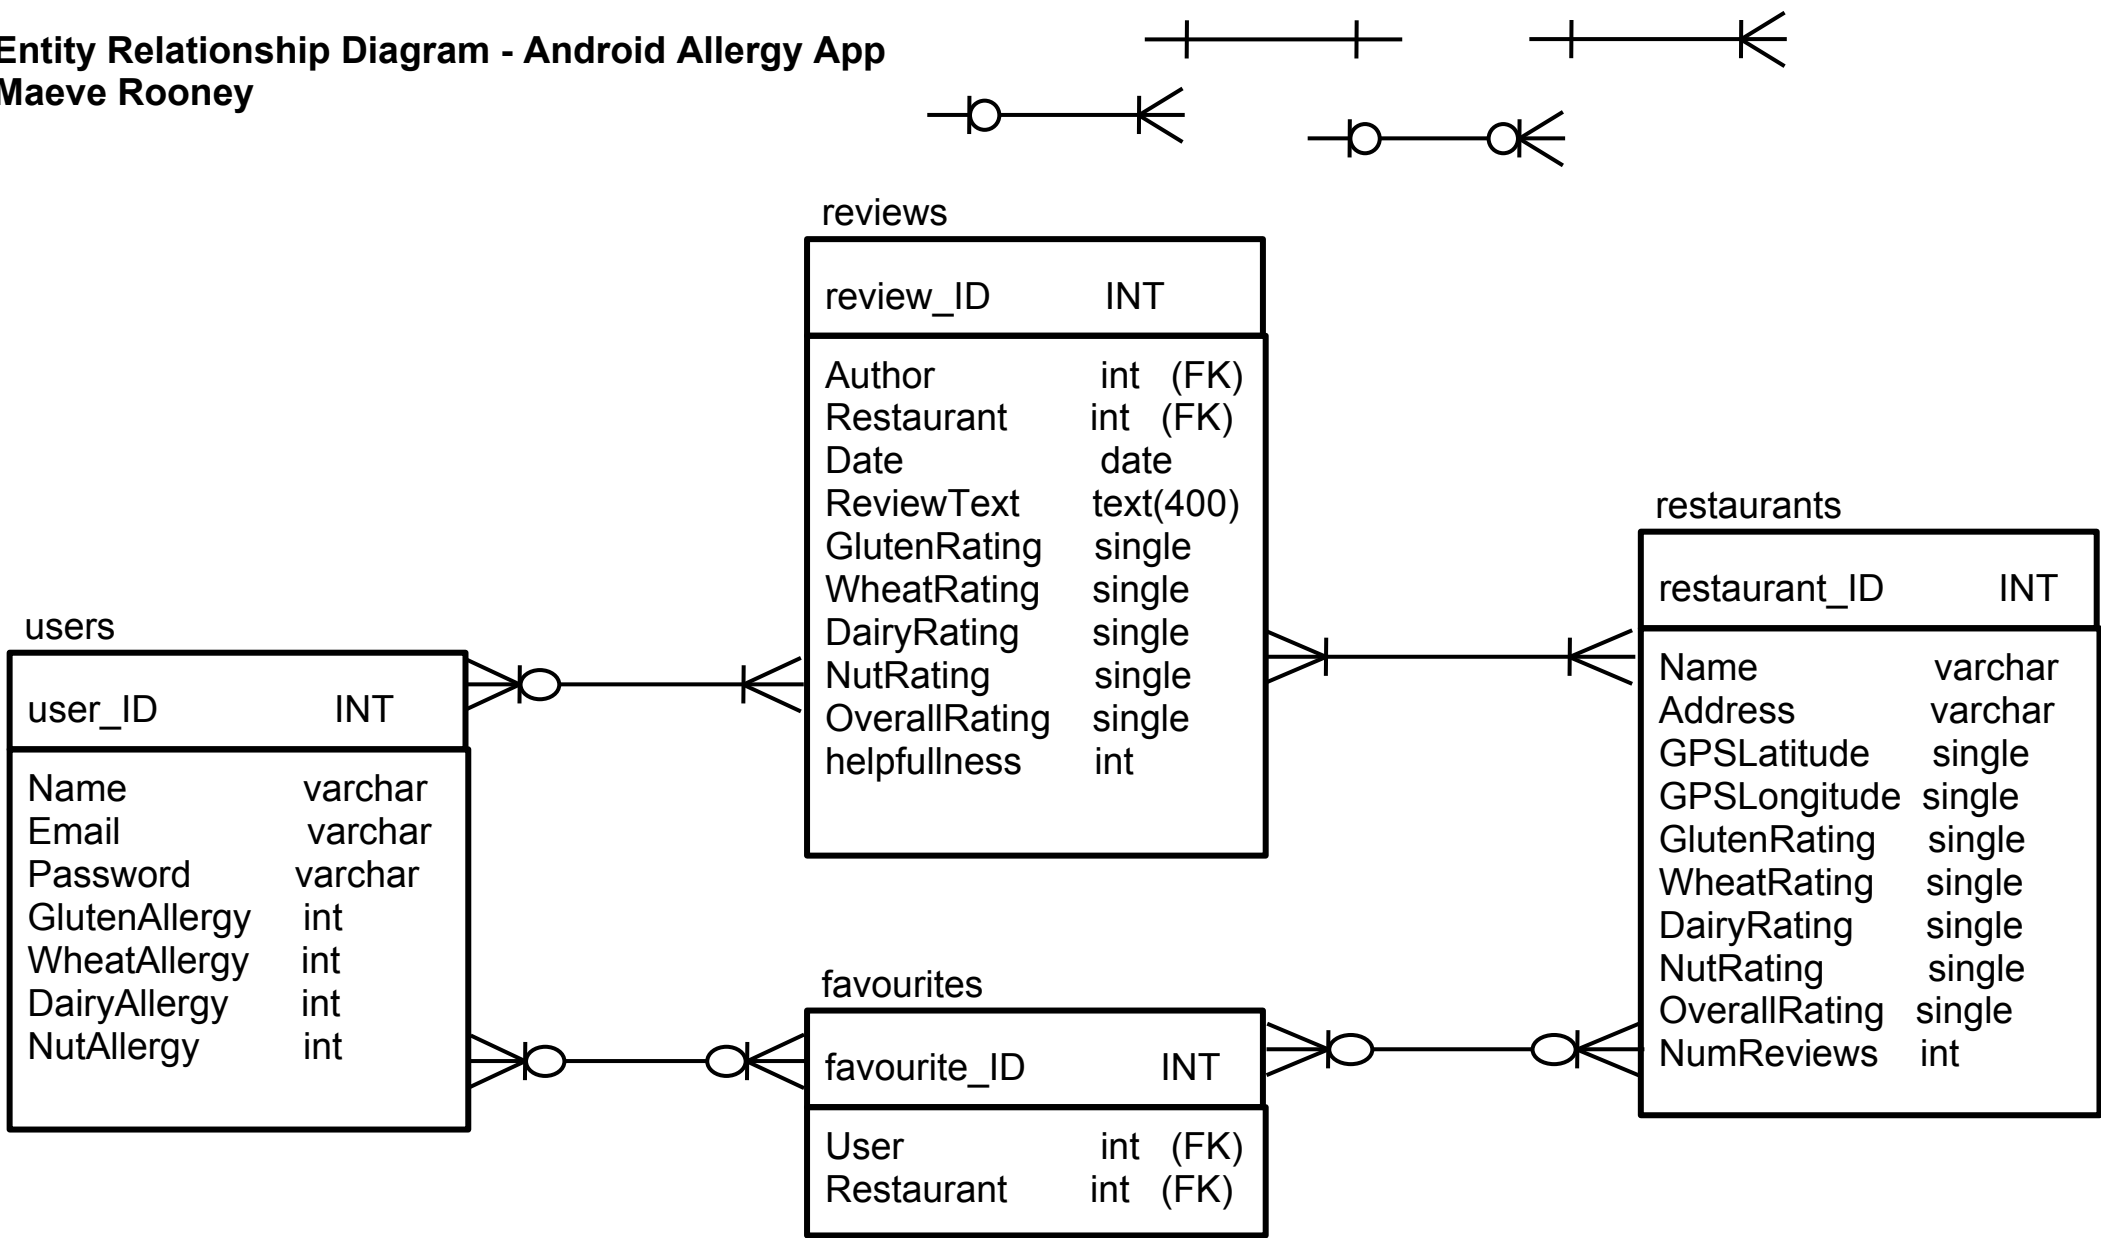 Entity Relationship Diagram - Android Allergy App
Maeve Rooney
reviews
review_ID INT
Author int (FK)
Restaurant int (FK)
Date date
ReviewText text(400)
GlutenRating single
WheatRating single
DairyRating single
NutRating single
OverallRating single
helpfullness int
restaurants
restaurant_ID INT
Name varchar
Address varchar
GPSLatitude single
GPSLongitude single
GlutenRating single
WheatRating single
DairyRating single
NutRating single
OverallRating single
NumReviews int
users
user_ID INT
Name varchar
Email varchar
Password varchar
GlutenAllergy int
WheatAllergy int
DairyAllergy int
NutAllergy int
favourites
favourite_ID INT
User int (FK)
Restaurant int (FK)